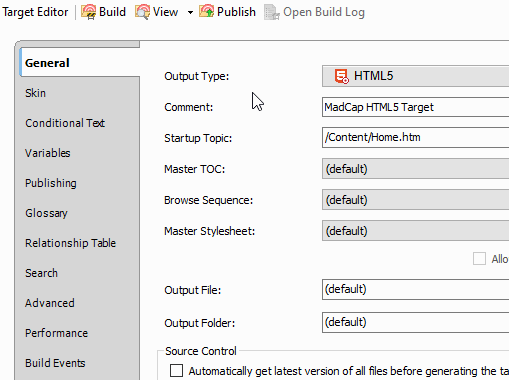 Target Editor Build View Publish Open Build Log
General
Skin
Conditional Text
Variables
Publishing
Glossary
Relationship Table
Search
Advanced
Performance
Build Events
Output Type: HTML5
Comment: MadCap HTML5 Target
Startup Topic: /Content/Home.htm
Master TOC: (default)
Browse Sequence: (default)
Master Stylesheet: (default)
Allo
Output File: (default)
Output Folder: (default)
Source Control
Automatically get latest version of all files before generating the ta